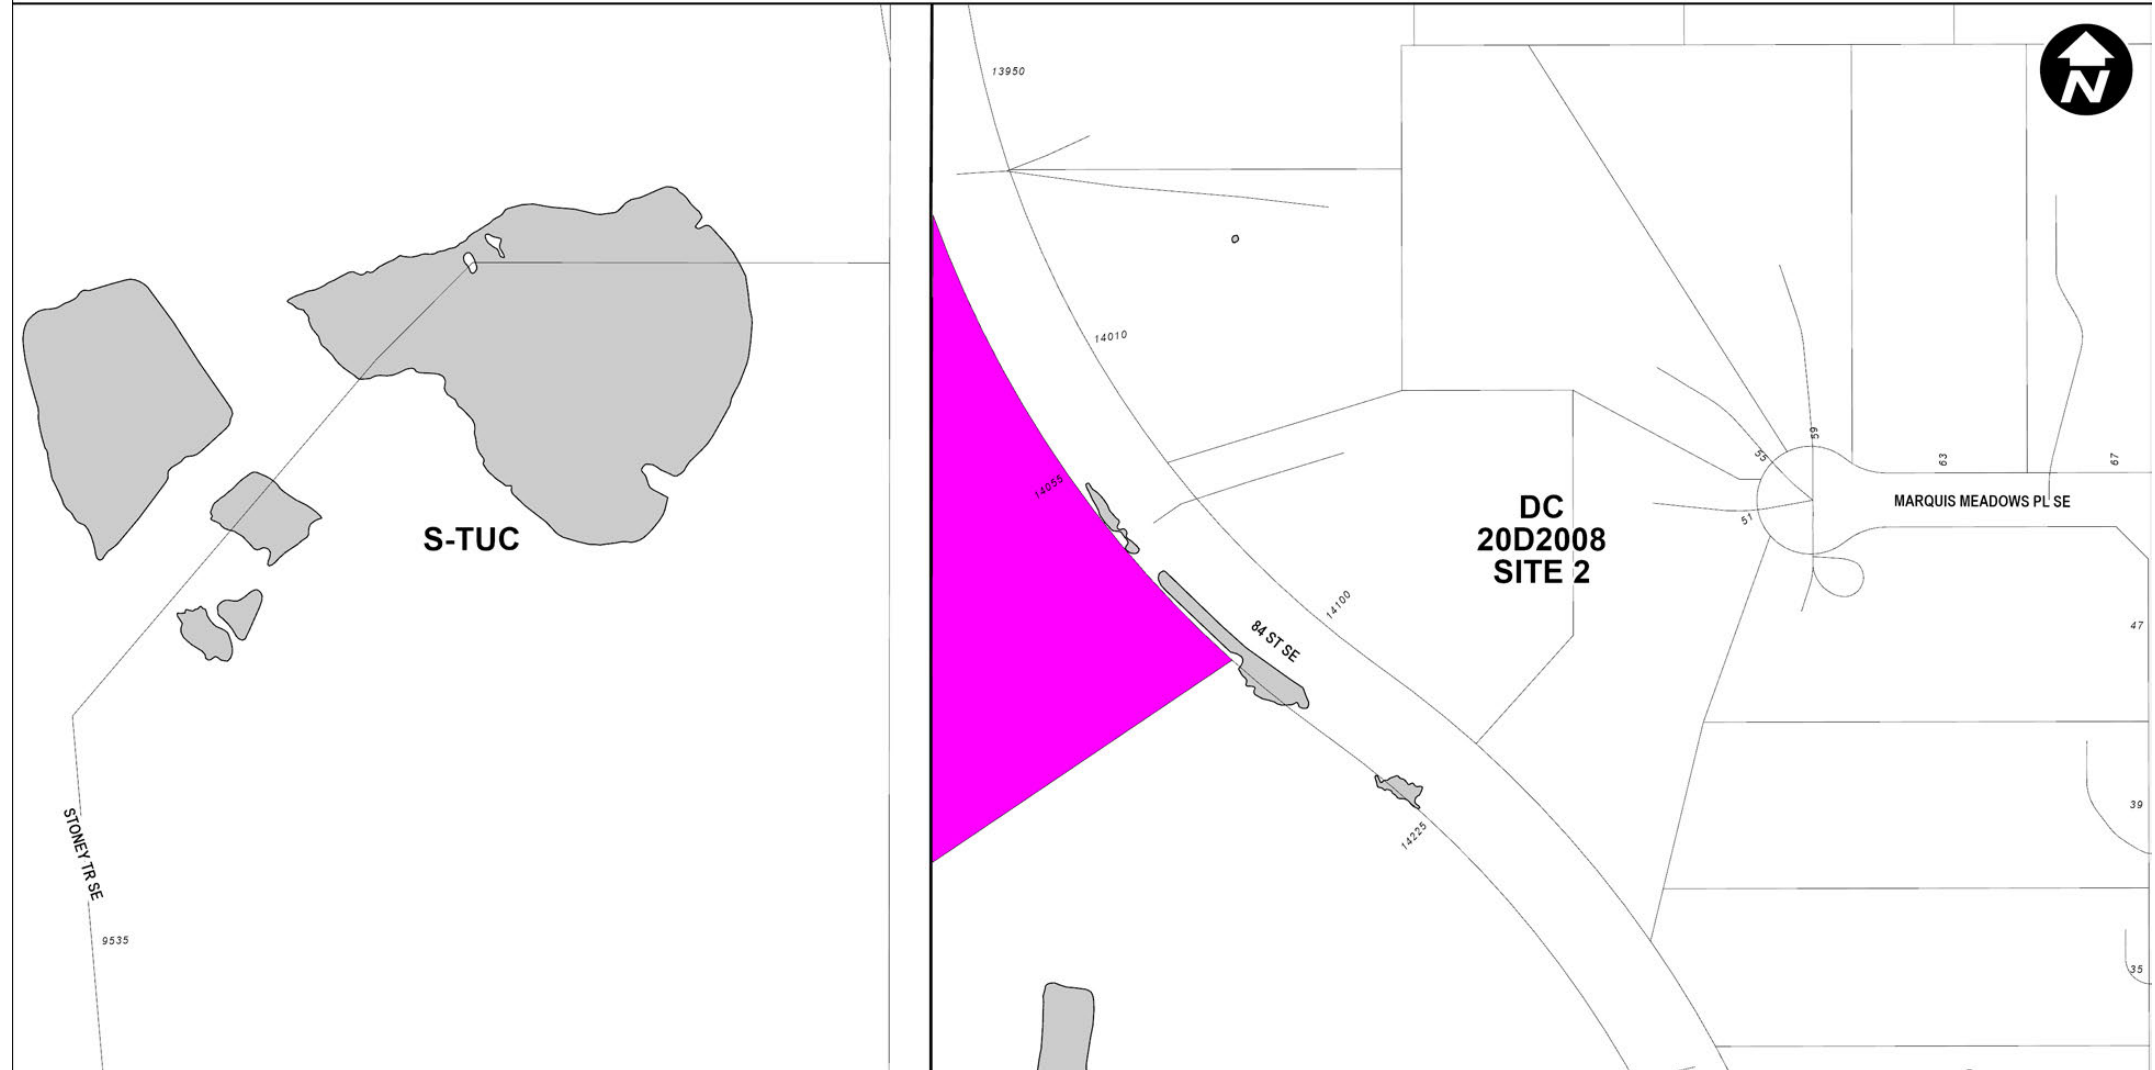 N
13950
14010
14055
S-TUC
DC
20D2008
SITE 2
59
55
63
67
MARQUIS MEADOWS PL SE
51
14100
84 ST SE
47
14225
39
STONEY TR SE
9535
35